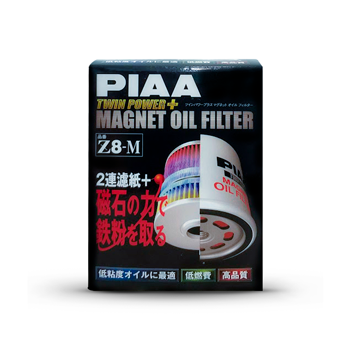 PIAA
TWIN POWER+
ツインパワープラス マグネット オイル フィルター
MAGNET OIL FILTER
品番
Z8-M
2連濾紙+
磁石の力で
鉄粉を取る
PIAA
OIL FILTER
低粘度オイルに最適
低燃費
高品質